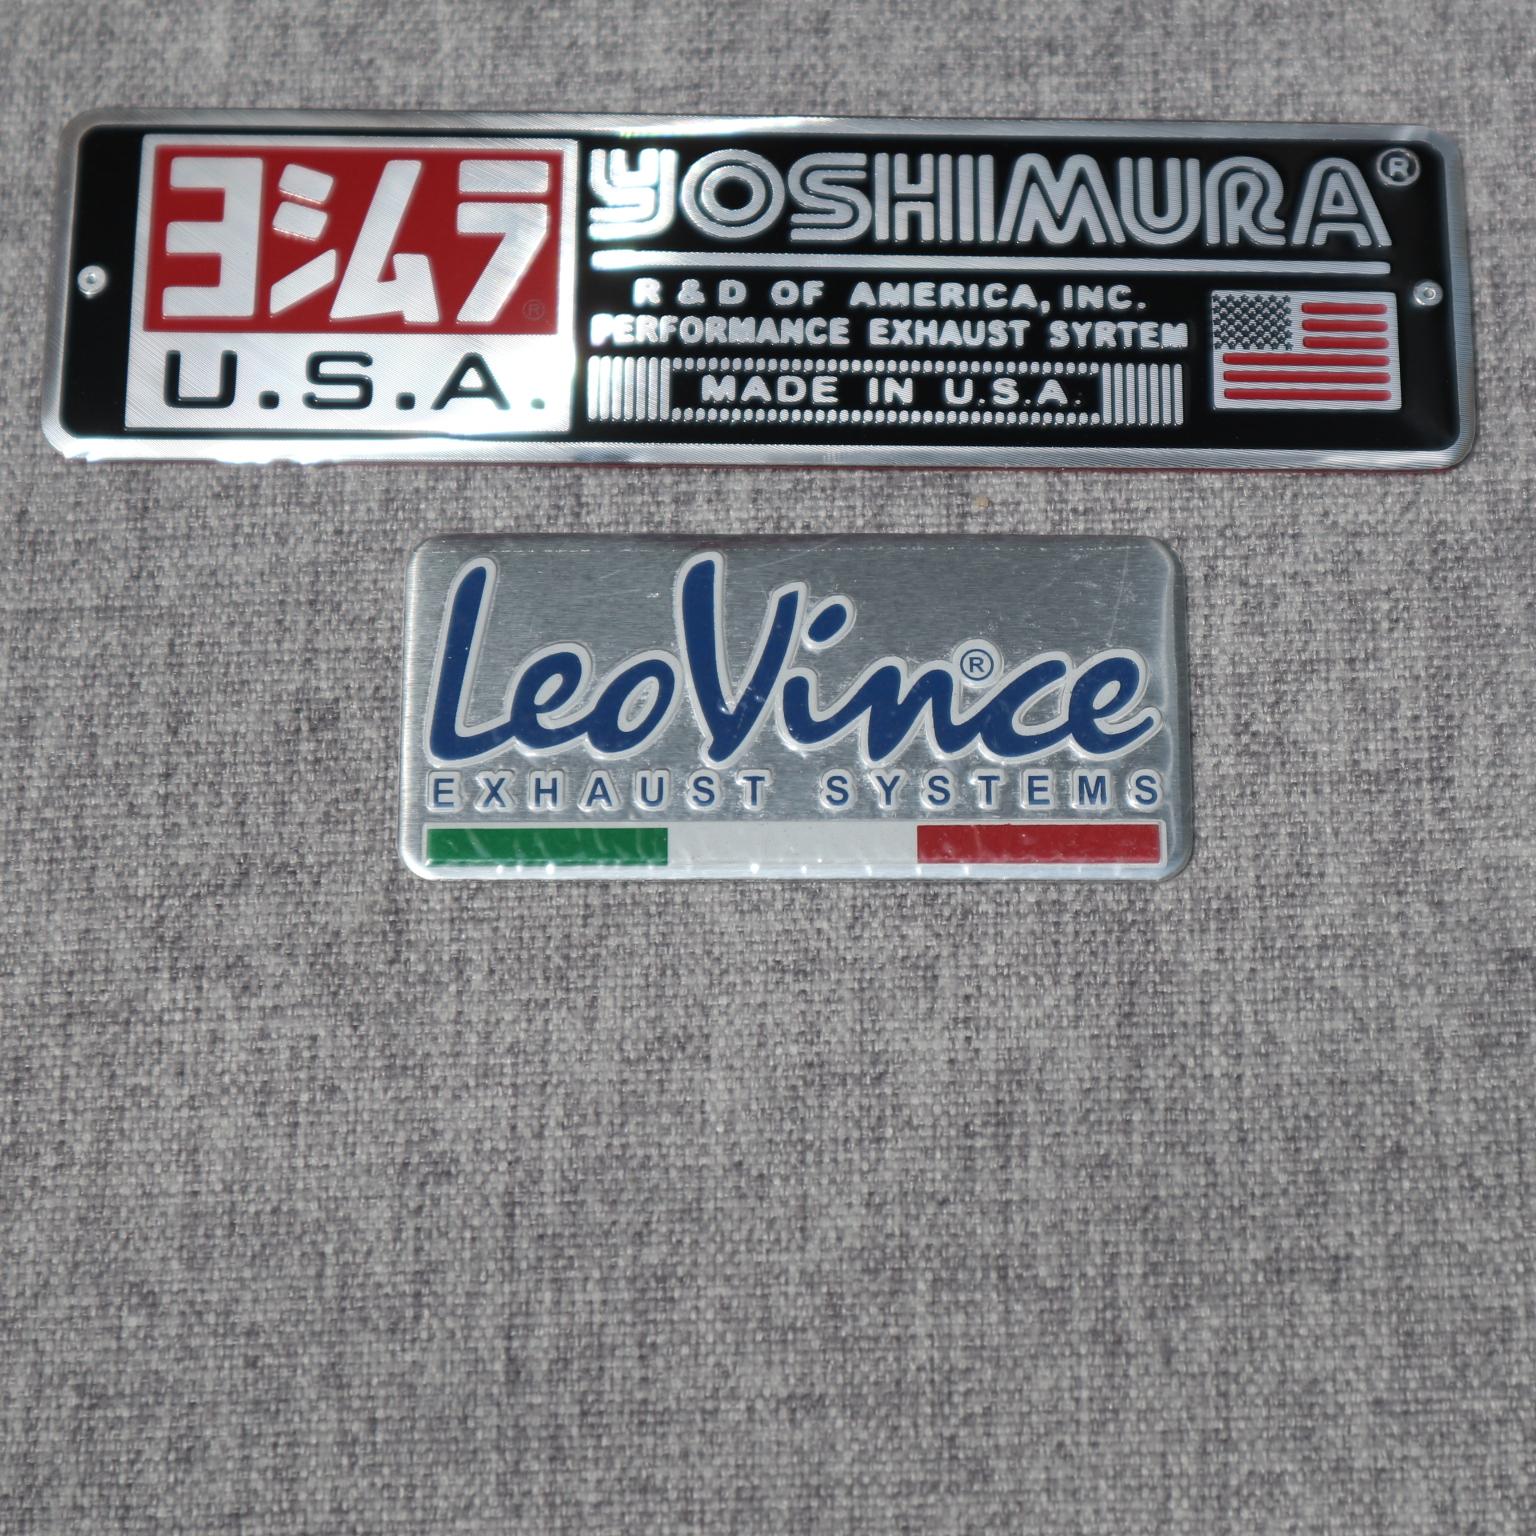 ヨシムラ®
U.S.A.
YOSHIMURA®
R & D OF AMERICA, INC.
PERFORMANCE EXHAUST SYRTEM
MADE IN U.S.A.
LeoVince®
EXHAUST SYSTEMS